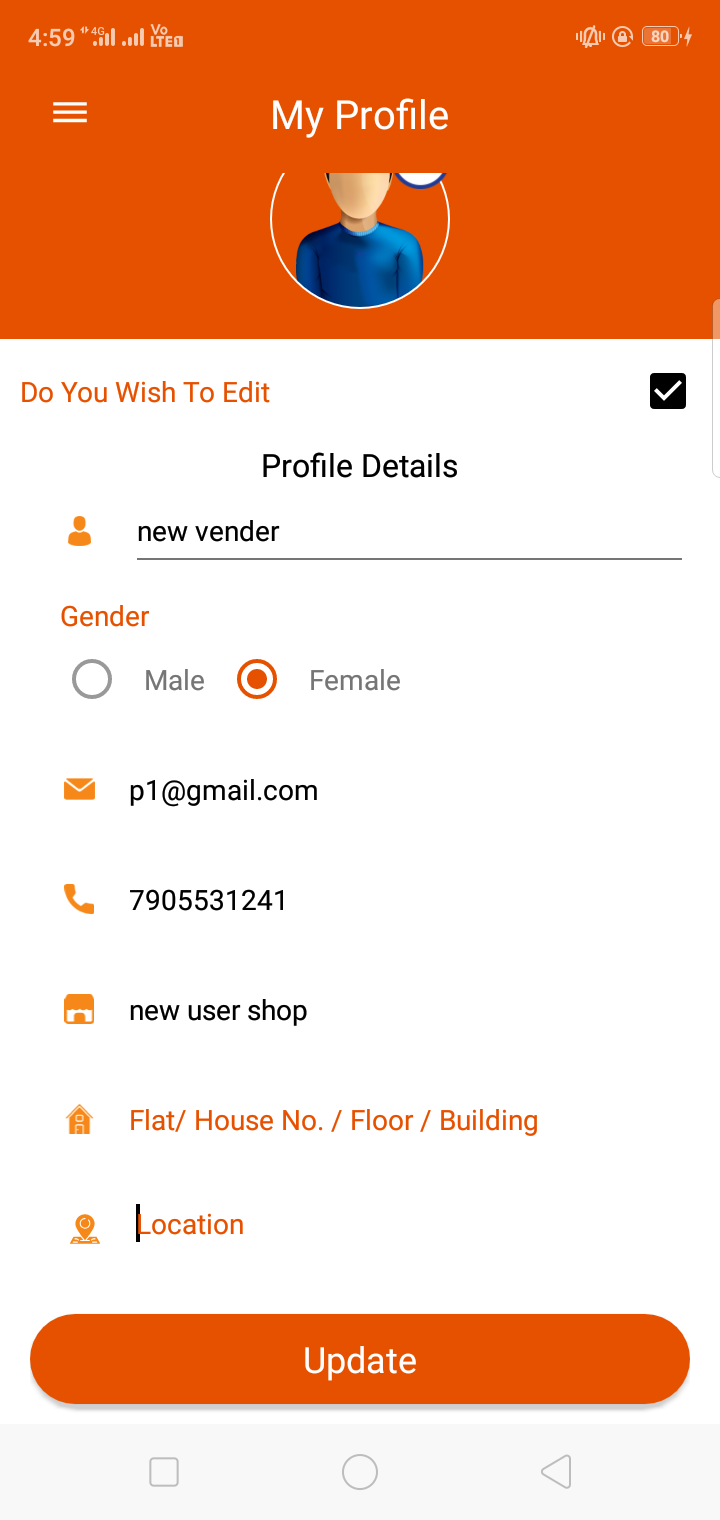 4:59 4G Vo LTE 80
My Profile
Do You Wish To Edit
Profile Details
new vender
Gender
Male Female
p1@gmail.com
7905531241
new user shop
Flat/ House No. / Floor / Building
Location
Update